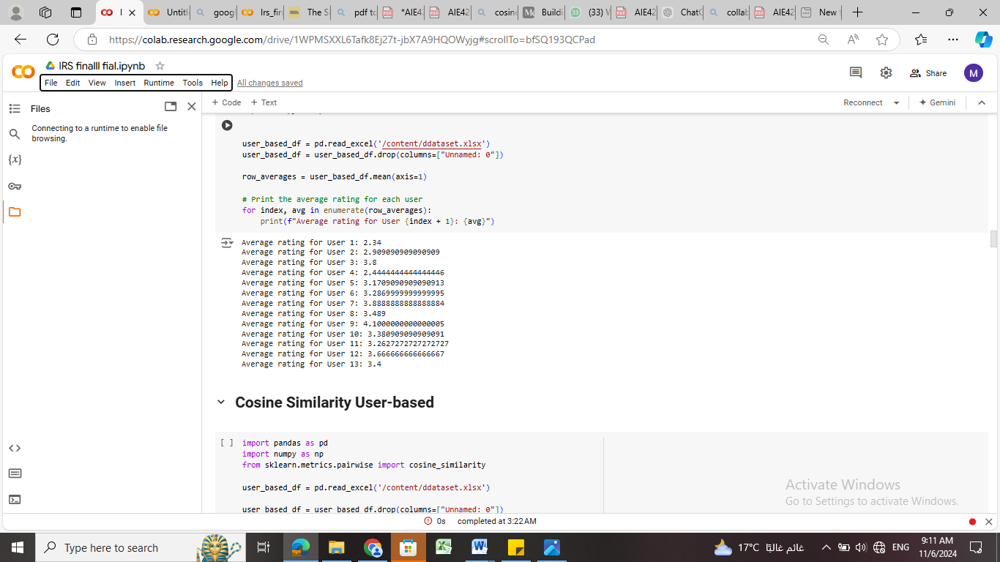 I
Untitl
googl
Irs_fin
The S
pdf to
*AIE4
AIE42
cosine
Buildi
(33) W
AIE42
ChatG
collab
AIE42
New t
https://colab.research.google.com/drive/1WPMSXXL6Tafk8Ej27t-jbX7A9HQOWyjg#scrollTo=bfSQ193QCPad
IRS finalll fial.ipynb
File Edit View Insert Runtime Tools Help All changes saved
Share
M
Files
Connecting to a runtime to enable file
browsing.
+ Code + Text
Reconnect
Gemini
user_based_df = pd.read_excel('/content/ddataset.xlsx')
user_based_df = user_based_df.drop(columns=["Unnamed: 0"])
row_averages = user_based_df.mean(axis=1)
# Print the average rating for each user
for index, avg in enumerate(row_averages):
    print(f"Average rating for User {index + 1}: {avg}")
Average rating for User 1: 2.34
Average rating for User 2: 2.909090909090909
Average rating for User 3: 3.8
Average rating for User 4: 2.4444444444444446
Average rating for User 5: 3.1709090909090913
Average rating for User 6: 3.2869999999999995
Average rating for User 7: 3.8888888888888884
Average rating for User 8: 3.489
Average rating for User 9: 4.1000000000000005
Average rating for User 10: 3.380909090909091
Average rating for User 11: 3.2627272727272727
Average rating for User 12: 3.666666666666667
Average rating for User 13: 3.4
Cosine Similarity User-based
[ ] import pandas as pd
import numpy as np
from sklearn.metrics.pairwise import cosine_similarity
user_based_df = pd.read_excel('/content/ddataset.xlsx')
user_based_df = user_based_df.drop(columns=["Unnamed: 0"])
Activate Windows
Go to Settings to activate Windows.
0s completed at 3:22 AM
Type here to search
17°C غائم غالبًا
ENG
9:11 AM
11/6/2024